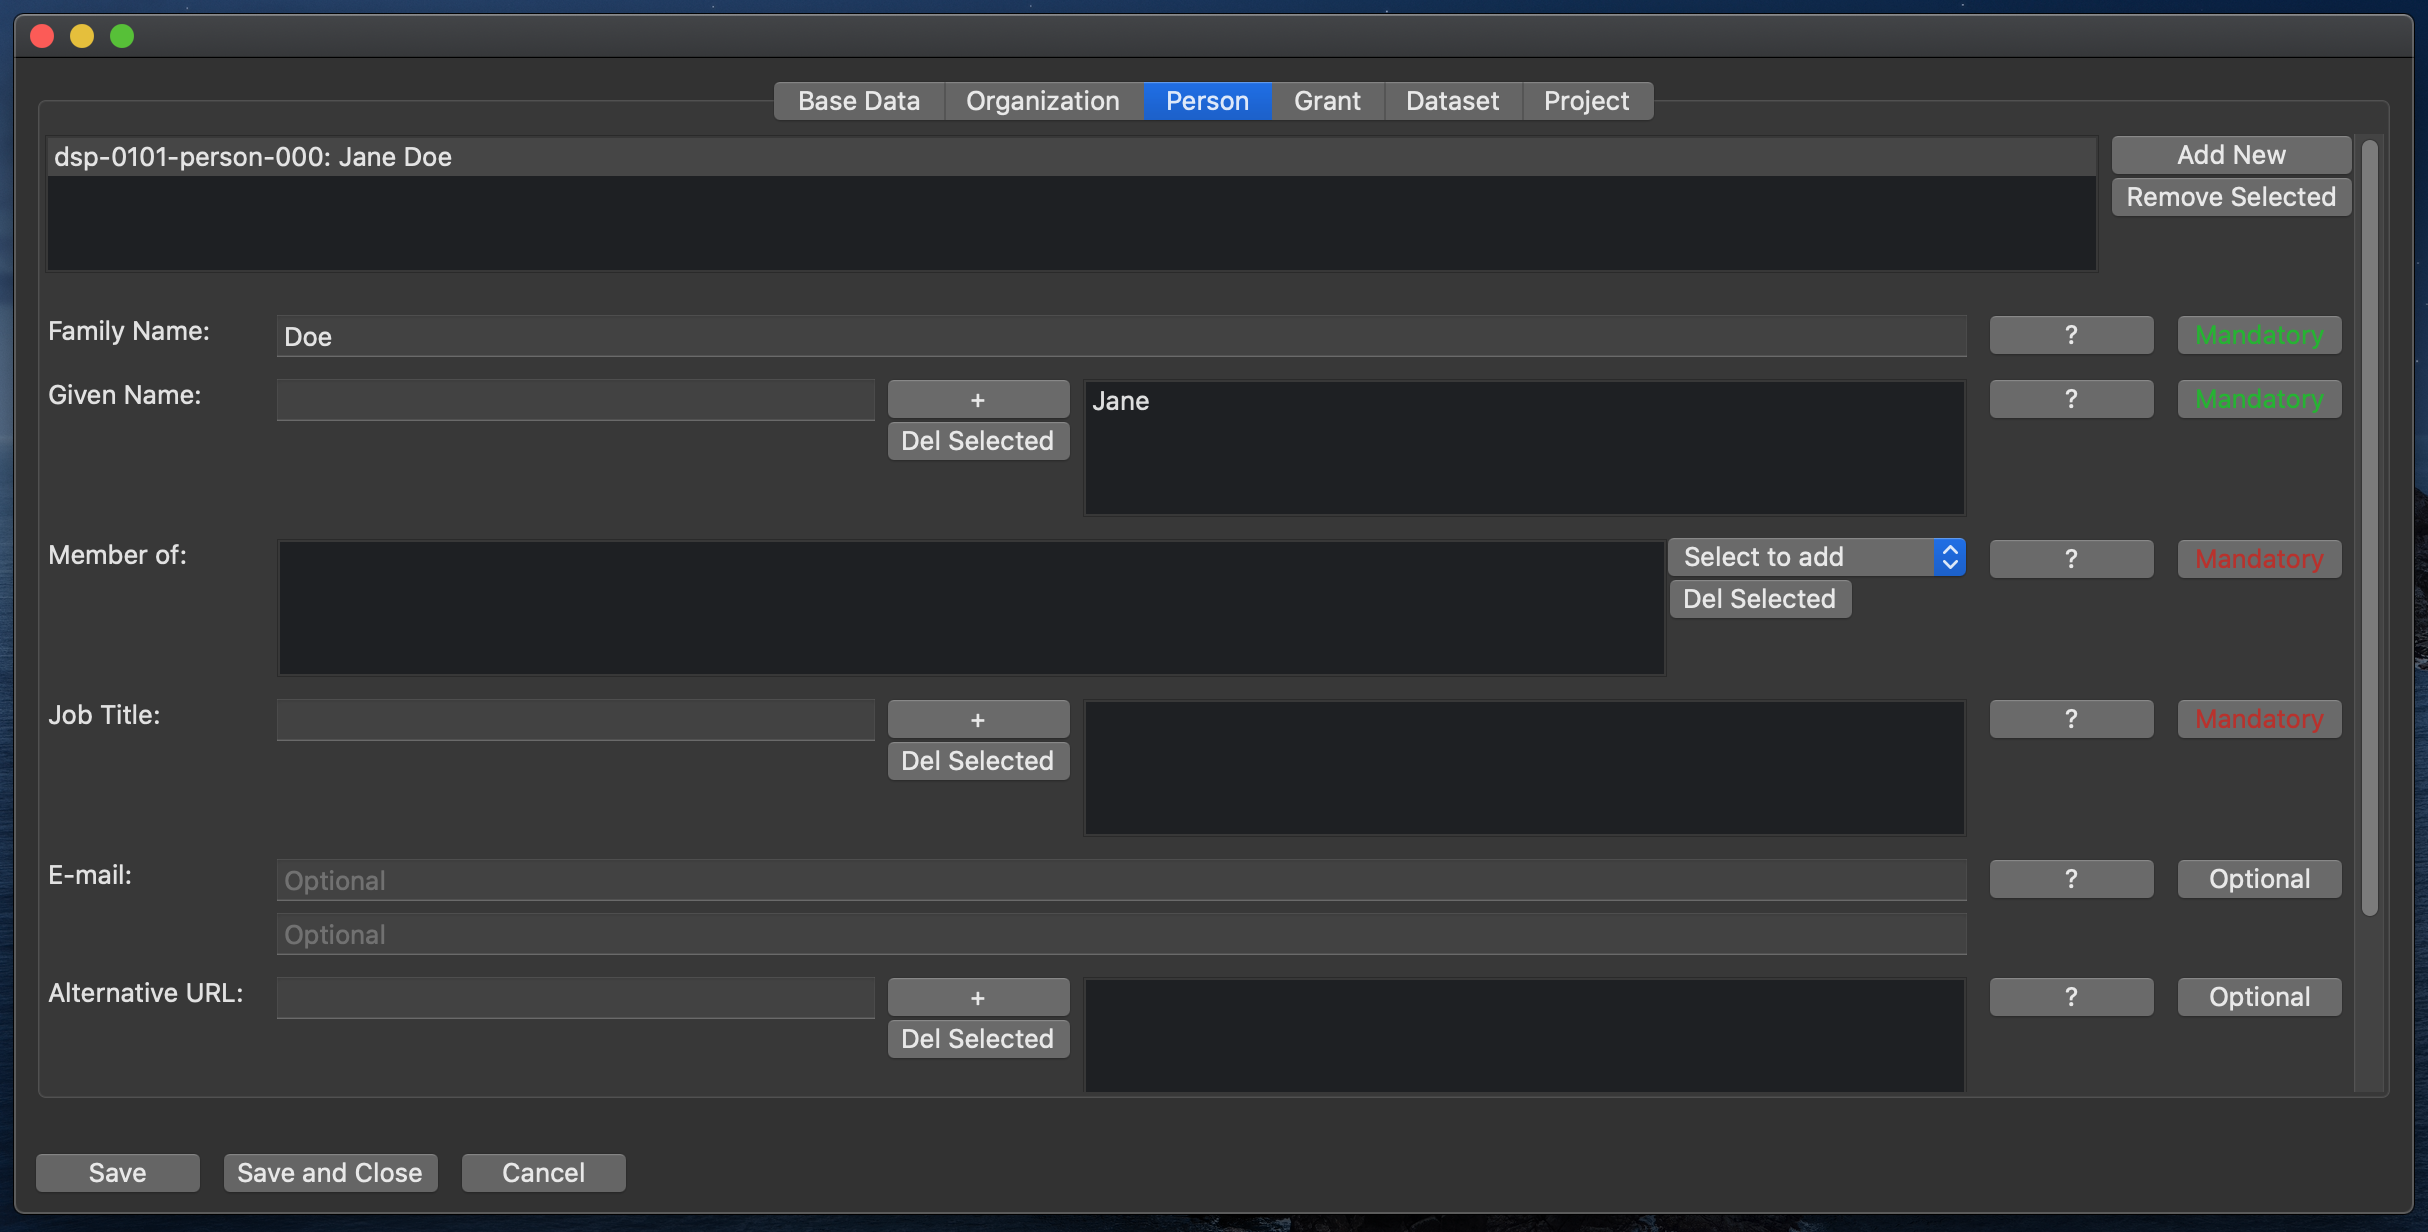 Base Data Organization Person Grant Dataset Project
dsp-0101-person-000: Jane Doe
Add New
Remove Selected
Family Name: Doe ? Mandatory
Given Name: + Jane ? Mandatory
Del Selected
Member of: Select to add ? Mandatory
Del Selected
Job Title: + ? Mandatory
Del Selected
E-mail: Optional ? Optional
Optional
Alternative URL: + ? Optional
Del Selected
Save Save and Close Cancel